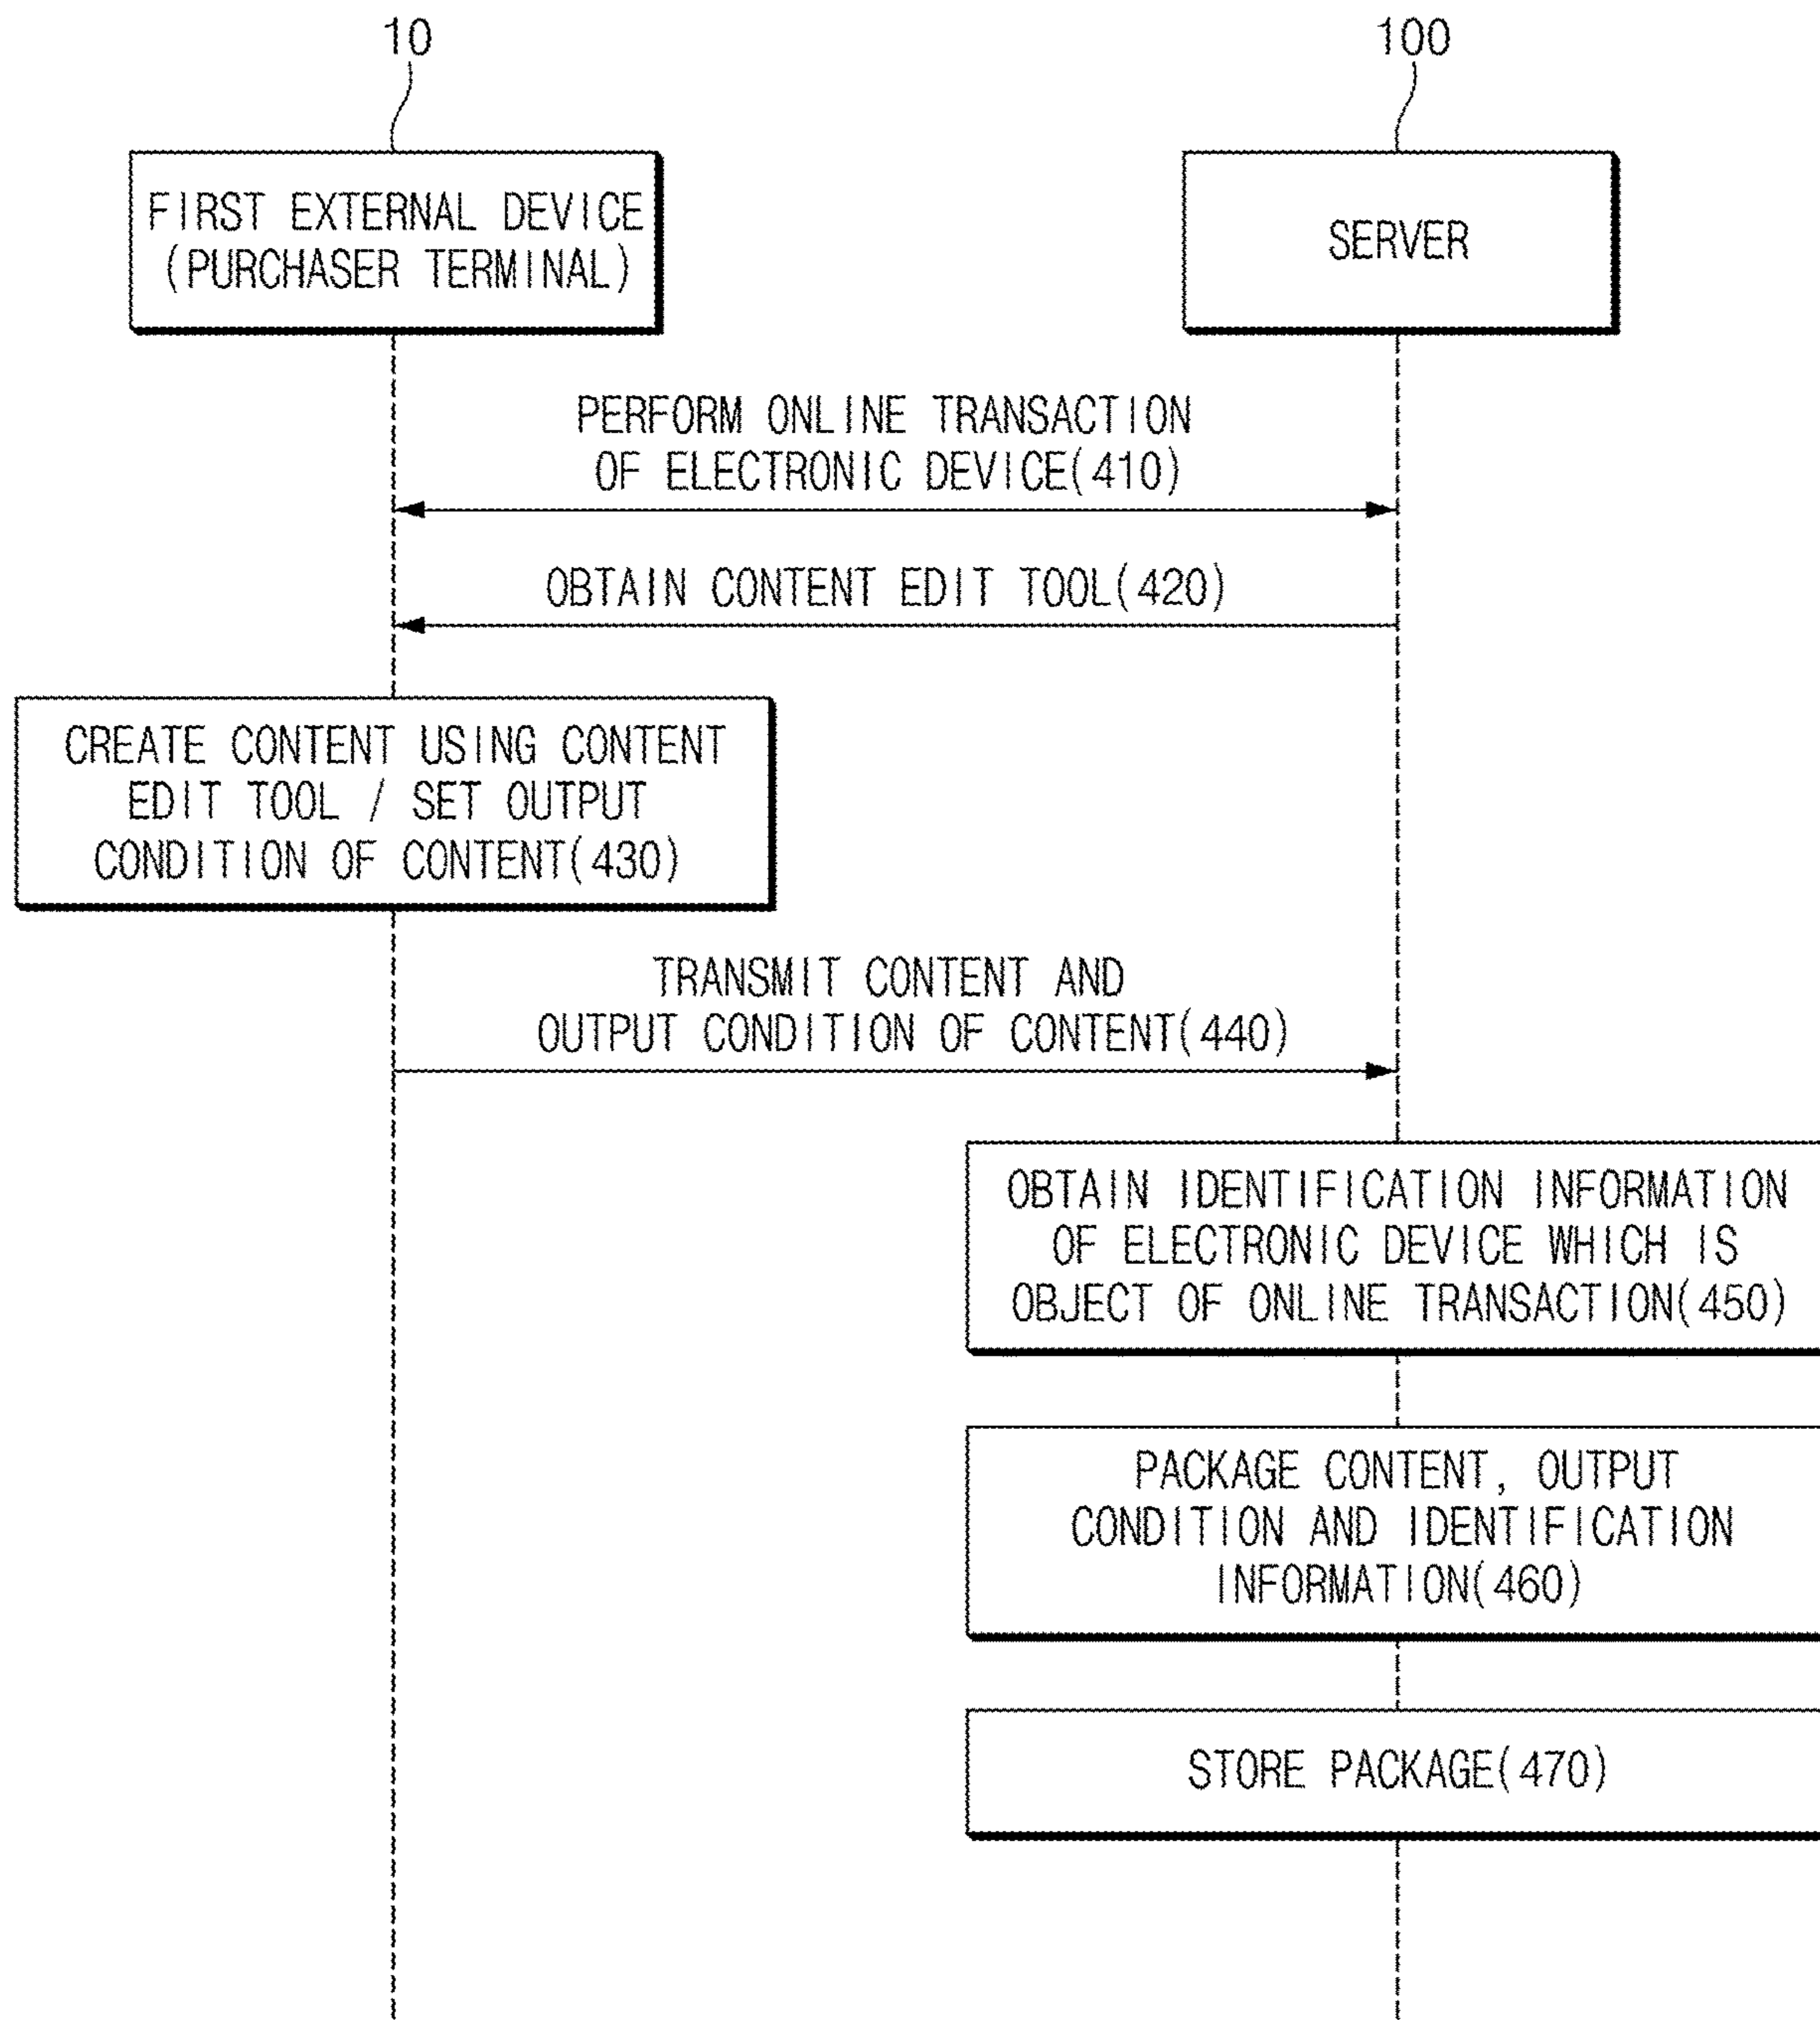 10
100
FIRST EXTERNAL DEVICE
(PURCHASER TERMINAL)
SERVER
PERFORM ONLINE TRANSACTION
OF ELECTRONIC DEVICE(410)
OBTAIN CONTENT EDIT TOOL(420)
CREATE CONTENT USING CONTENT
EDIT TOOL / SET OUTPUT
CONDITION OF CONTENT(430)
TRANSMIT CONTENT AND
OUTPUT CONDITION OF CONTENT(440)
OBTAIN IDENTIFICATION INFORMATION
OF ELECTRONIC DEVICE WHICH IS
OBJECT OF ONLINE TRANSACTION(450)
PACKAGE CONTENT, OUTPUT
CONDITION AND IDENTIFICATION
INFORMATION(460)
STORE PACKAGE(470)